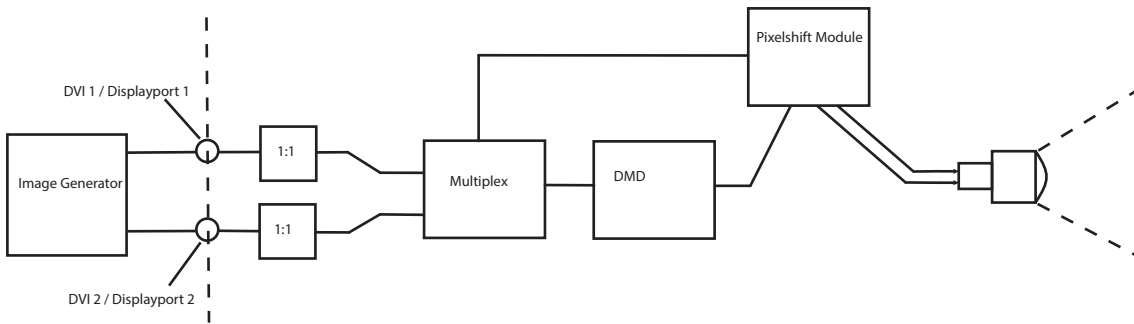 Pixelshift Module
DVI 1 / Displayport 1
1:1
Image Generator
Multiplex
DMD
1:1
DVI 2 / Displayport 2